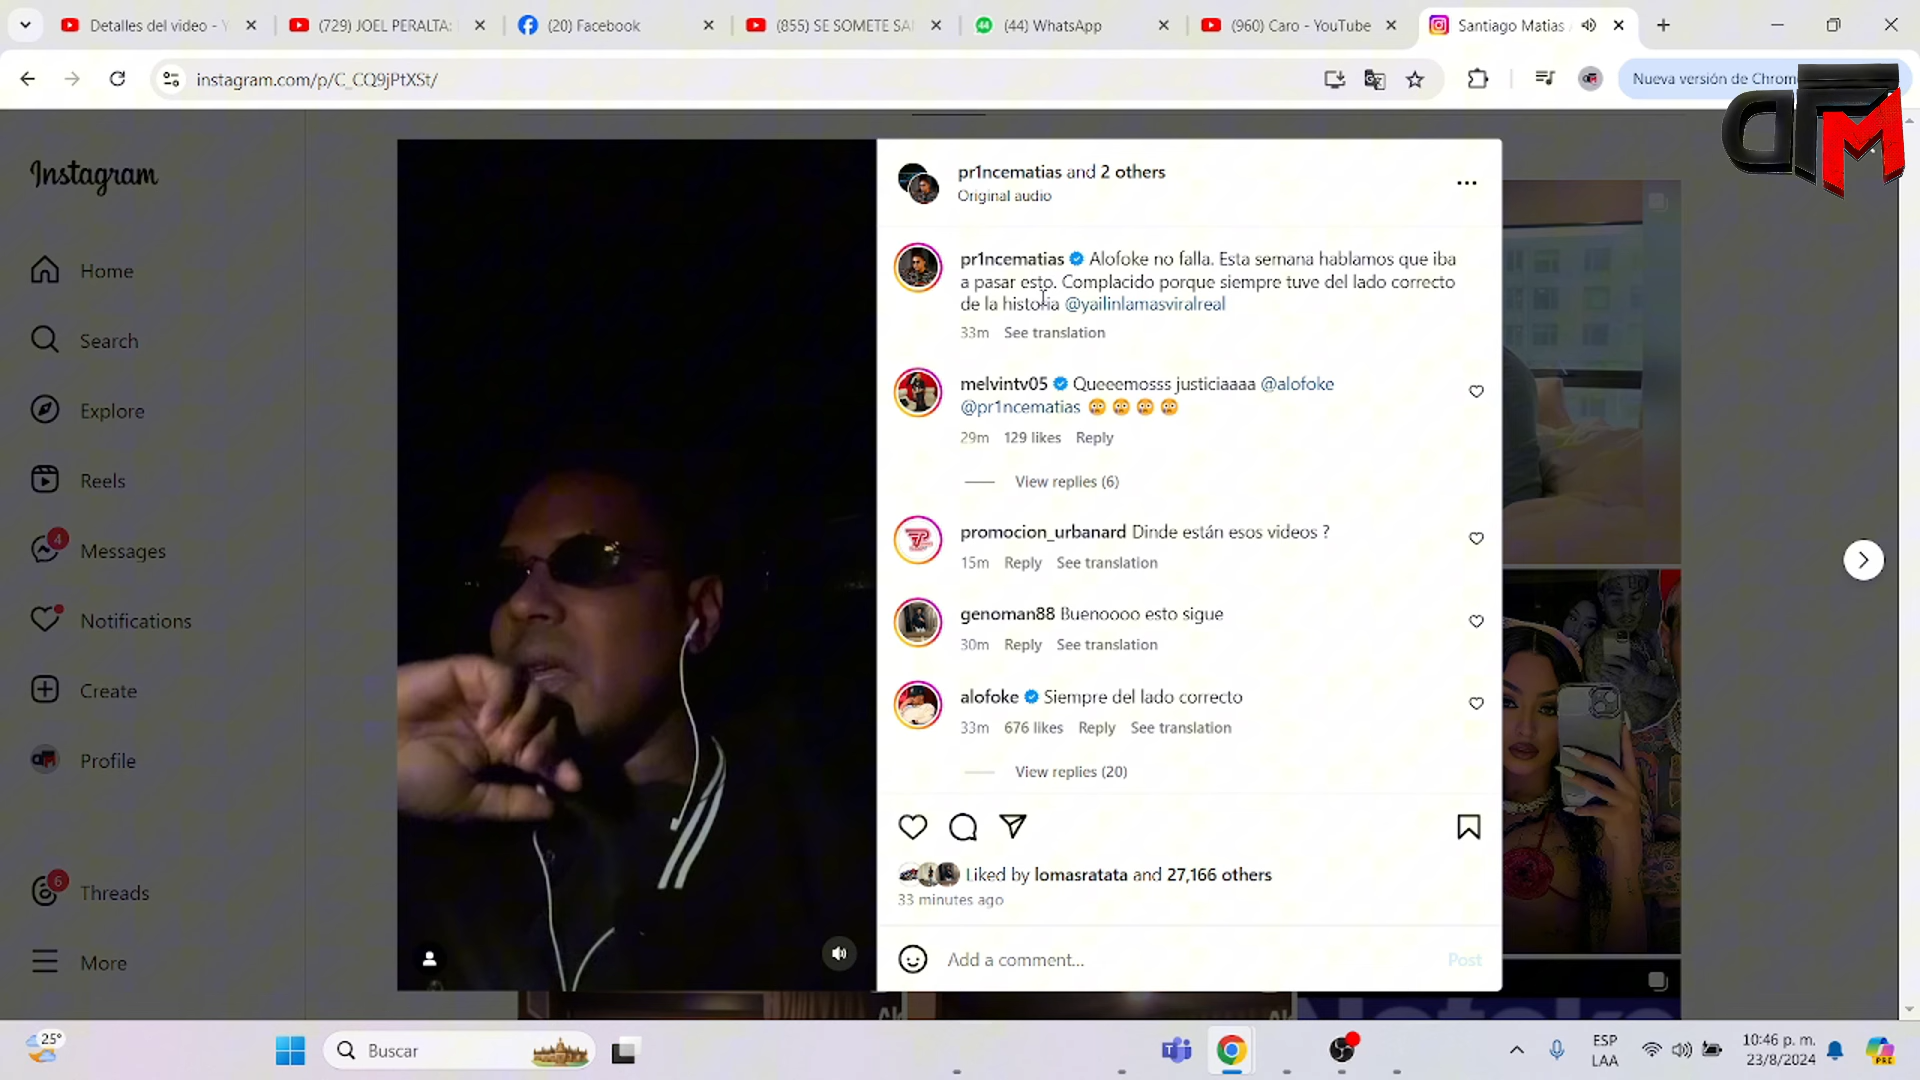 Detalles del video - Y
(729) JOEL PERALTA:
(20) Facebook
(855) SE SOMETE SA
(44) WhatsApp
(960) Caro - YouTube
Santiago Matias
instagram.com/p/C_CQ9jPtXSt/
Nueva versión de Chrom
Instagram
Home
Search
Explore
Reels
4
Messages
Notifications
Create
Profile
6
Threads
More
pr1ncematias and 2 others
Original audio
pr1ncematias Alofoke no falla. Esta semana hablamos que iba
a pasar esto. Complacido porque siempre tuve del lado correcto
de la historia @yailinlamasviralreal
33m See translation
melvintv05 Queeemosss justiciaaaa @alofoke
@pr1ncematias 😳 😳 😳 😳
29m 129 likes Reply
View replies (6)
promocion_urbanard Dinde están esos videos ?
15m Reply See translation
genoman88 Buenoooo esto sigue
30m Reply See translation
alofoke Siempre del lado correcto
33m 676 likes Reply See translation
View replies (20)
Liked by lomasratata and 27,166 others
33 minutes ago
Add a comment...
Post
25°
Buscar
ESP
LAA
10:46 p. m.
23/8/2024
PRE